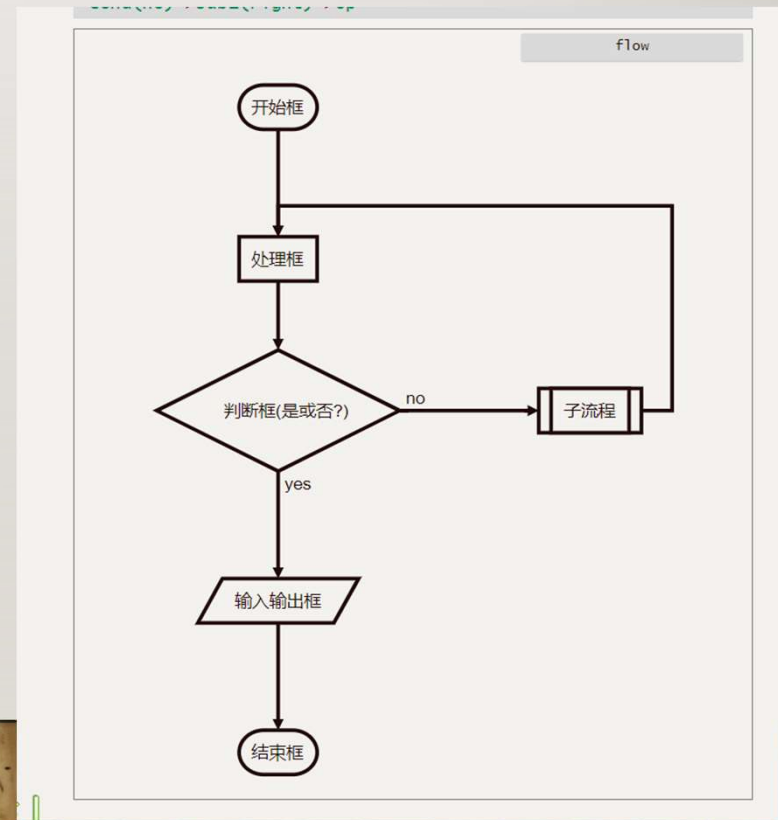 flow
开始框
处理框
判断框(是或否?)
no
子流程
yes
输入输出框
结束框